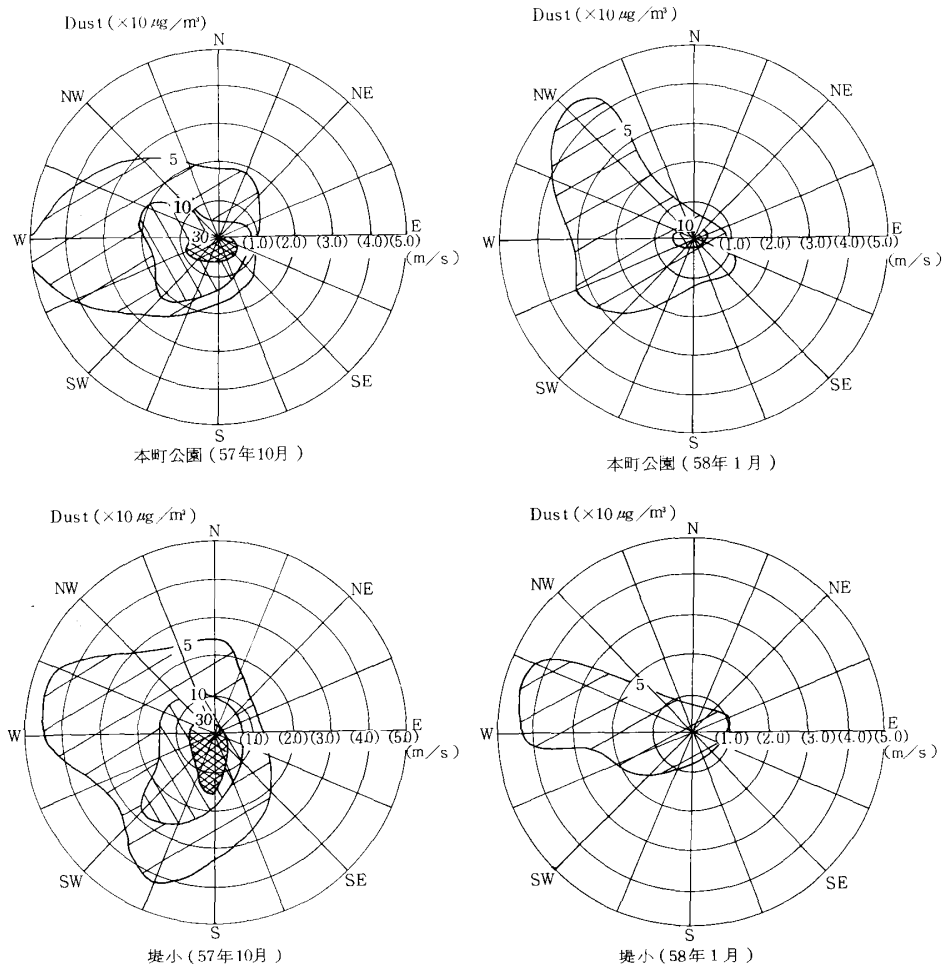 Dust (×10 μg/m³)
N
NW
NE
5
10
30
W
E
(1.0) (2.0) (3.0) (4.0) (5.0)
(m/s)
SW
SE
S
本町公園 (57年10月)
Dust (×10 μg/m³)
N
NW
NE
5
10
W
E
(1.0) (2.0) (3.0) (4.0) (5.0)
(m/s)
SW
SE
S
本町公園 (58年1月)
Dust (×10 μg/m³)
N
NW
NE
5
10
30
W
E
(1.0) (2.0) (3.0) (4.0) (5.0)
(m/s)
SW
SE
S
堤小 (57年10月)
Dust (×10 μg/m³)
N
NW
NE
5
W
E
(1.0) (2.0) (3.0) (4.0) (5.0)
(m/s)
SW
SE
S
堤小 (58年1月)